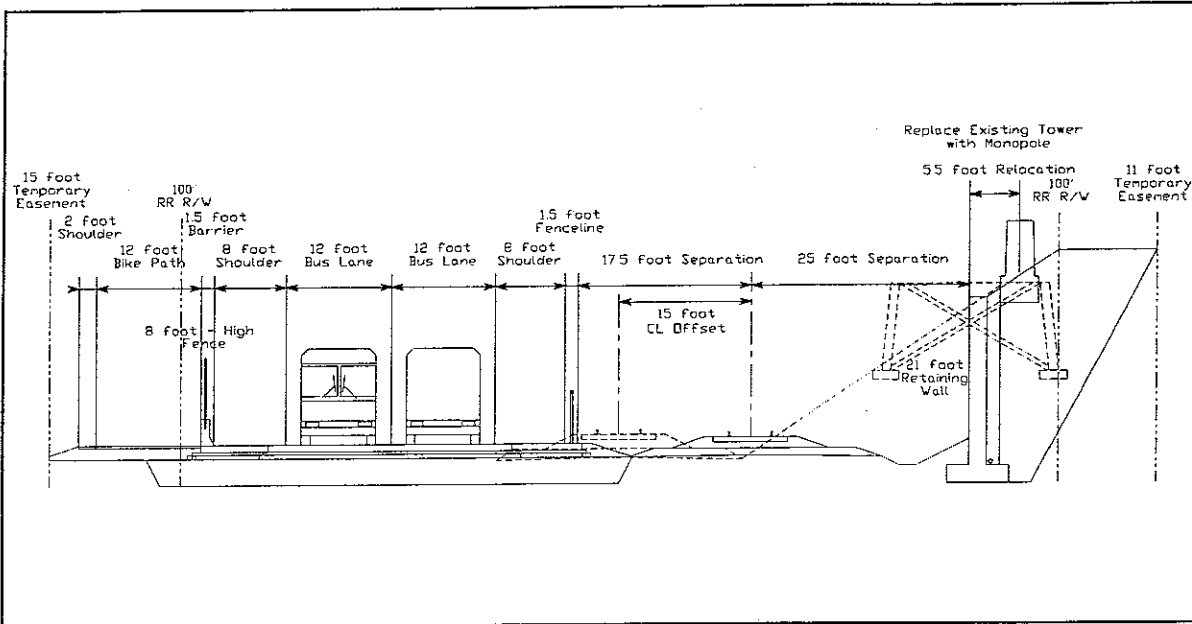 Replace Existing Tower
with Monopole
5.5 foot Relocation
11 foot
Temporary
Easement
15 foot
Temporary
Easement
100'
RR R/W
100'
RR R/W
2 foot
Shoulder
1.5 foot
Barrier
1.5 foot
Fenceline
12 foot
Bike Path
8 foot
Shoulder
12 foot
Bus Lane
12 foot
Bus Lane
8 foot
Shoulder
17.5 foot Separation
25 foot Separation
15 foot
CL Offset
8 foot - High
Fence
21 foot
Retaining
Wall